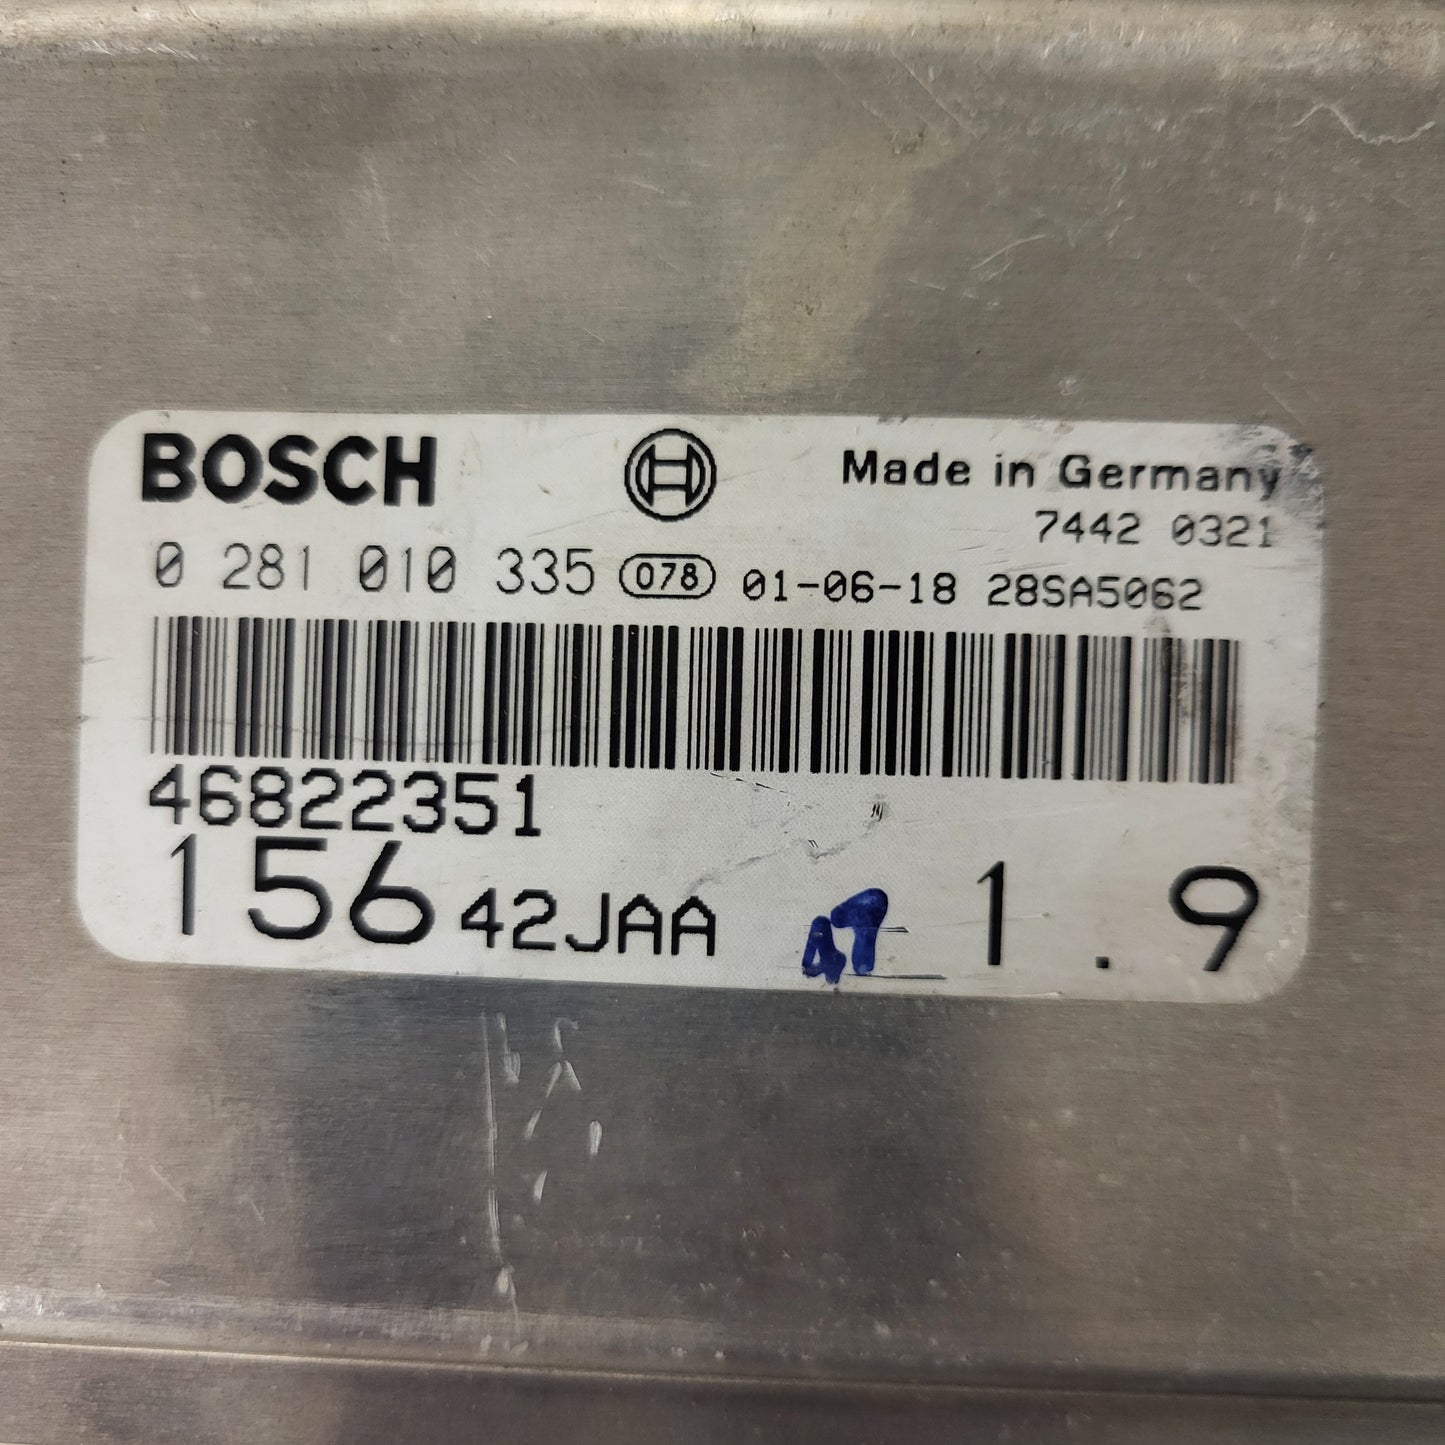 BOSCH Made in Germany
7442 0321
0 281 010 335 078 01-06-18 28SA5062
46822351
156 42JAA 47 1.9